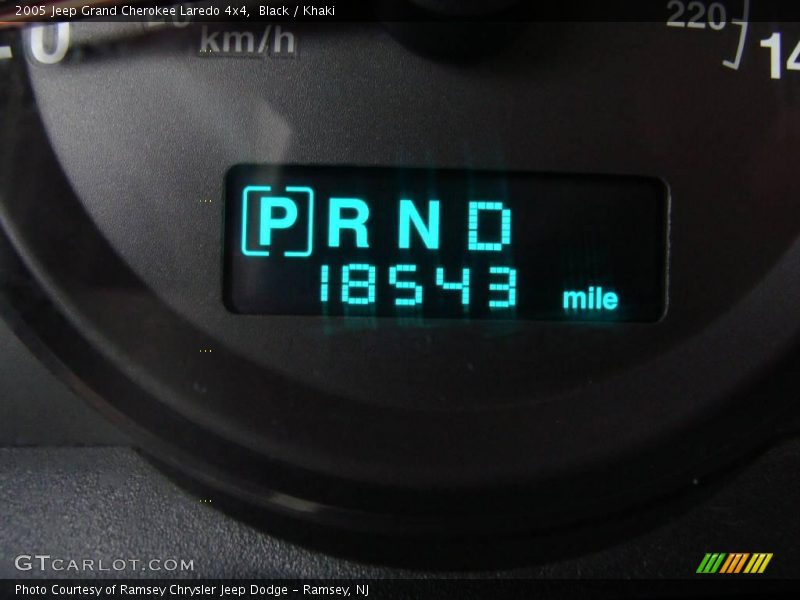 2005 Jeep Grand Cherokee Laredo 4x4, Black / Khaki
0 km/h 220 14
[P] R N D
18543 mile
GTCARLOT.COM
Photo Courtesy of Ramsey Chrysler Jeep Dodge - Ramsey, NJ